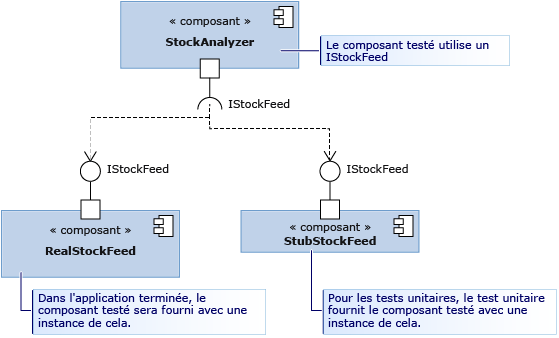 « composant »
StockAnalyzer
Le composant testé utilise un
IStockFeed
IStockFeed
IStockFeed
IStockFeed
« composant »
RealStockFeed
« composant »
StubStockFeed
Dans l'application terminée, le
composant testé sera fourni avec une
instance de cela.
Pour les tests unitaires, le test unitaire
fournit le composant testé avec une
instance de cela.